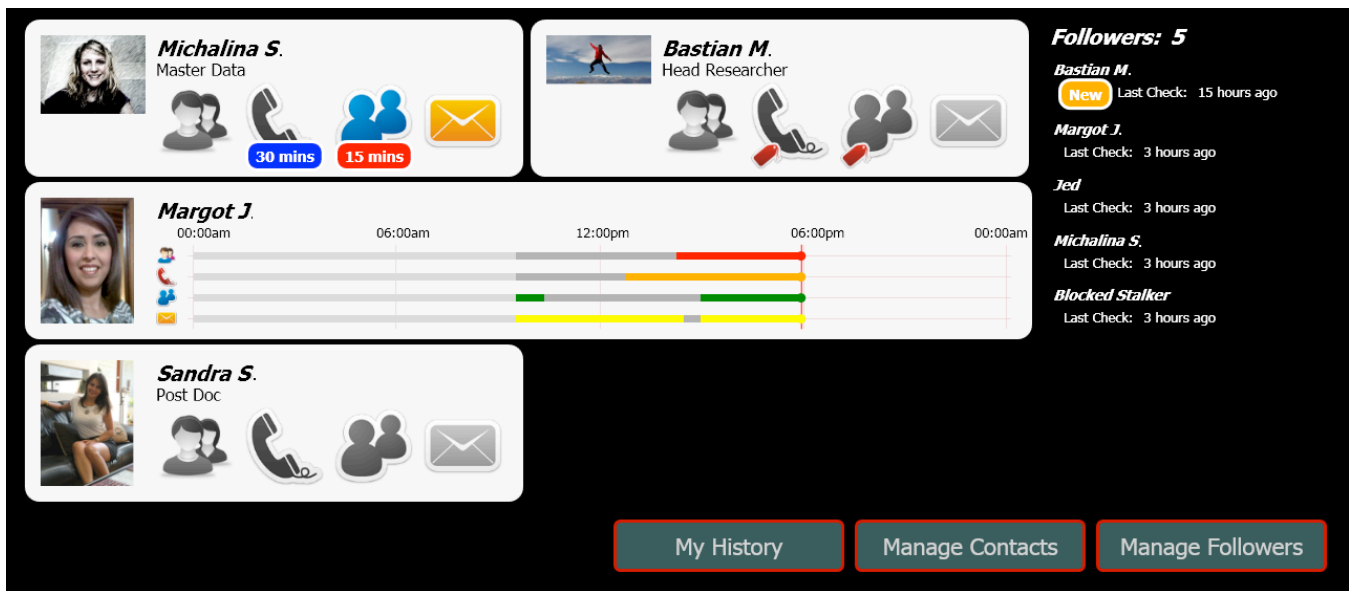 Michalina S.
Master Data
30 mins
15 mins
Bastian M.
Head Researcher
Margot J.
00:00am 06:00am 12:00pm 06:00pm 00:00am
Sandra S.
Post Doc
Followers: 5
Bastian M.
New Last Check: 15 hours ago
Margot J.
Last Check: 3 hours ago
Jed
Last Check: 3 hours ago
Michalina S.
Last Check: 3 hours ago
Blocked Stalker
Last Check: 3 hours ago
My History
Manage Contacts
Manage Followers